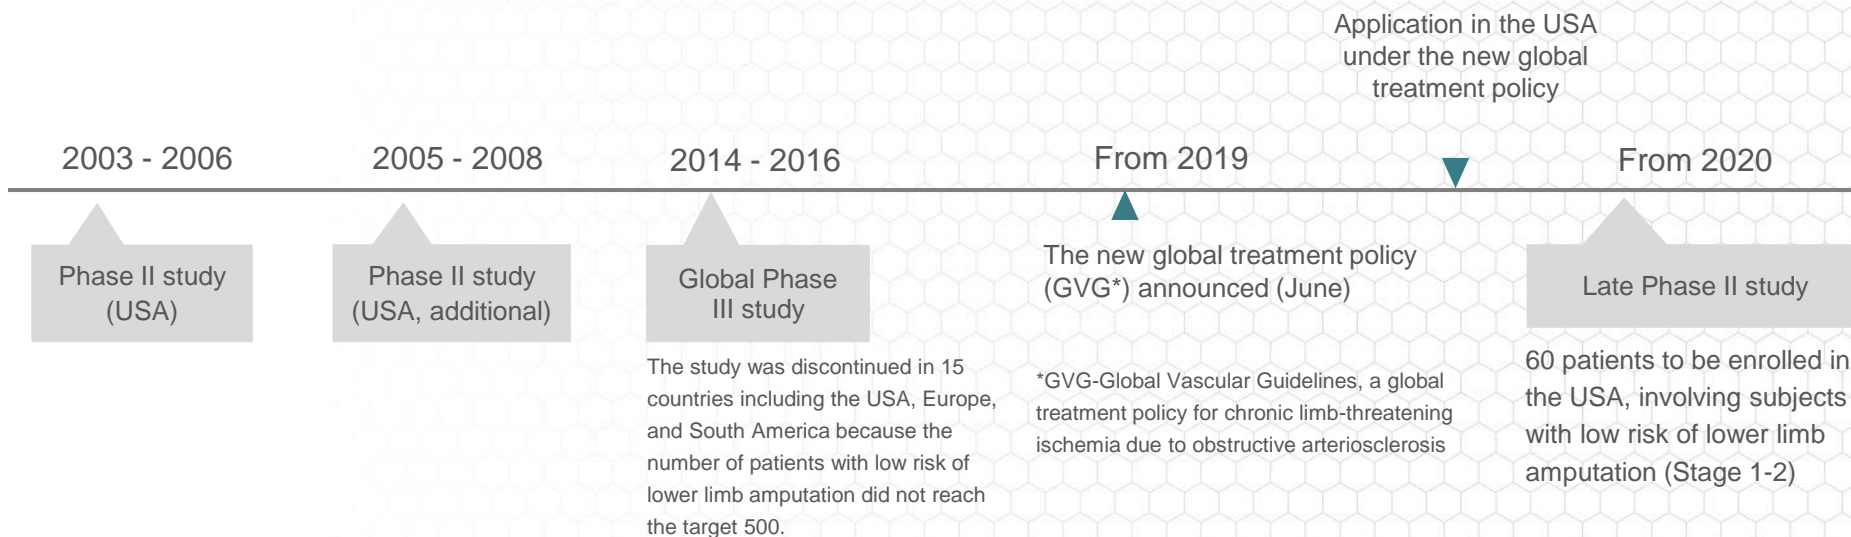 Application in the USA
under the new global
treatment policy
2003 - 2006
2005 - 2008
2014 - 2016
From 2019
From 2020
Phase II study
(USA)
Phase II study
(USA, additional)
Global Phase
III study
The study was discontinued in 15
countries including the USA, Europe,
and South America because the
number of patients with low risk of
lower limb amputation did not reach
the target 500.
The new global treatment policy
(GVG*) announced (June)
*GVG-Global Vascular Guidelines, a global
treatment policy for chronic limb-threatening
ischemia due to obstructive arteriosclerosis
Late Phase II study
60 patients to be enrolled in
the USA, involving subjects
with low risk of lower limb
amputation (Stage 1-2)